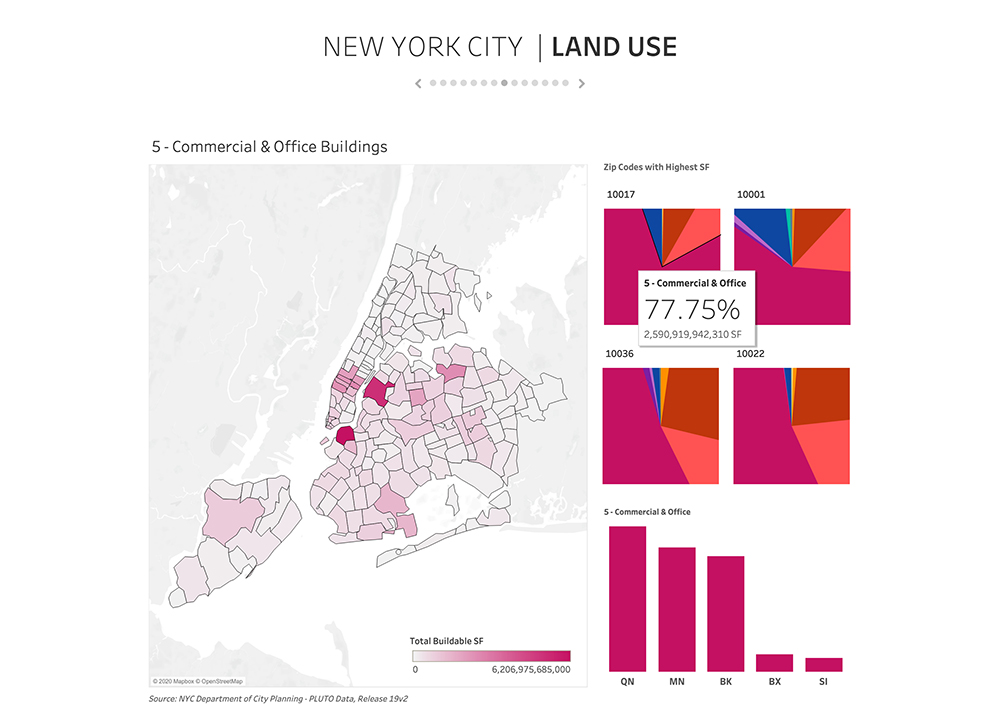 NEW YORK CITY | LAND USE
5 - Commercial & Office Buildings
Zip Codes with Highest SF
10017
10001
5 - Commercial & Office
77.75%
2,590,919,942,310 SF
10036
10022
5 - Commercial & Office
QN
MN
BK
BX
SI
Total Buildable SF
0
6,206,975,685,000
© 2020 Mapbox © OpenStreetMap
Source: NYC Department of City Planning - PLUTO Data, Release 19v2